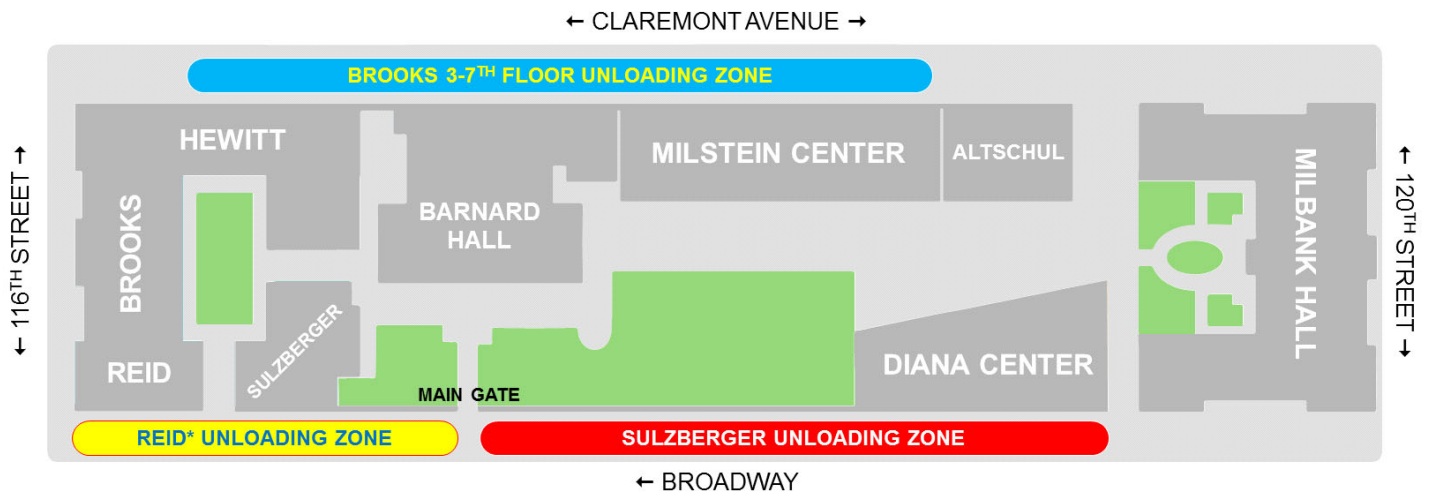 ← CLAREMONT AVENUE →
BROOKS 3-7TH FLOOR UNLOADING ZONE
HEWITT
MILSTEIN CENTER
ALTSCHUL
← 116TH STREET →
BROOKS
BARNARD
HALL
MILBANK HALL
← 120TH STREET →
SULZBERGER
REID
DIANA CENTER
MAIN GATE
REID* UNLOADING ZONE
SULZBERGER UNLOADING ZONE
← BROADWAY